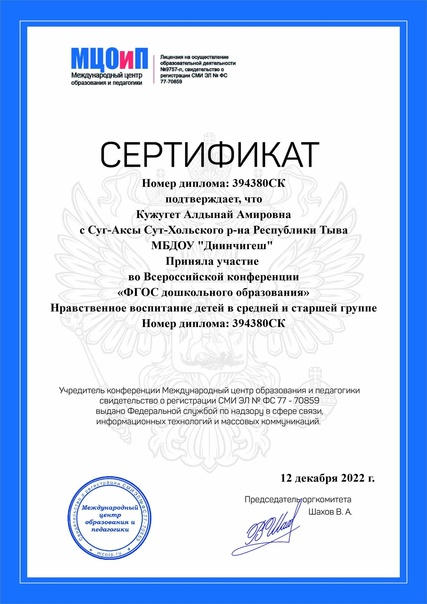 МЦОиП
Международный центр
образования и педагогики
Лицензия на осуществление
образовательной деятельности
№9757-л, свидетельство о
регистрации СМИ ЭЛ № ФС
77-70859
СЕРТИФИКАТ
Номер диплома: 394380СК
подтверждает, что
Кужугет Алдынай Амировна
с Суг-Аксы Сут-Хольского р-на Республики Тыва
МБДОУ "Диинчигеш"
Приняла участие
во Всероссийской конференции
«ФГОС дошкольного образования»
Нравственное воспитание детей в средней и старшей группе
Номер диплома: 394380СК
Учредитель конференции Международный центр образования и педагогики
свидетельство о регистрации СМИ ЭЛ № ФС 77 - 70859
выдано Федеральной службой по надзору в сфере связи,
информационных технологий и массовых коммуникаций.
12 декабря 2022 г.
Председатель оргкомитета
Шахов В. А.
Международный
центр
образования и
педагогики